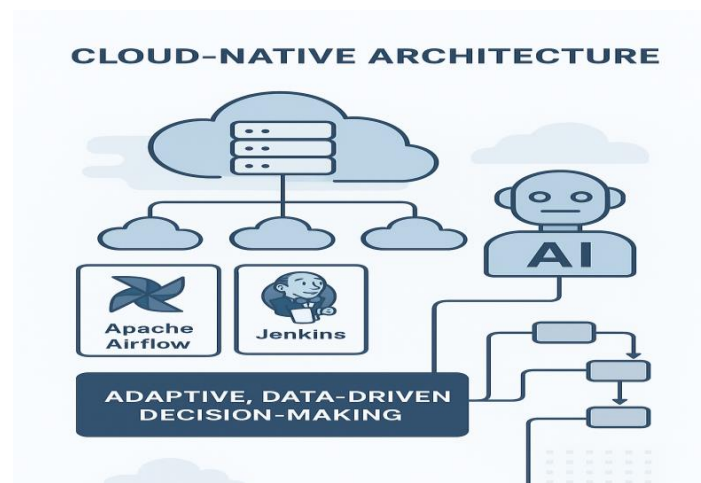 CLOUD-NATIVE ARCHITECTURE
AI
Apache
Airflow
Jenkins
ADAPTIVE, DATA-DRIVEN
DECISION-MAKING